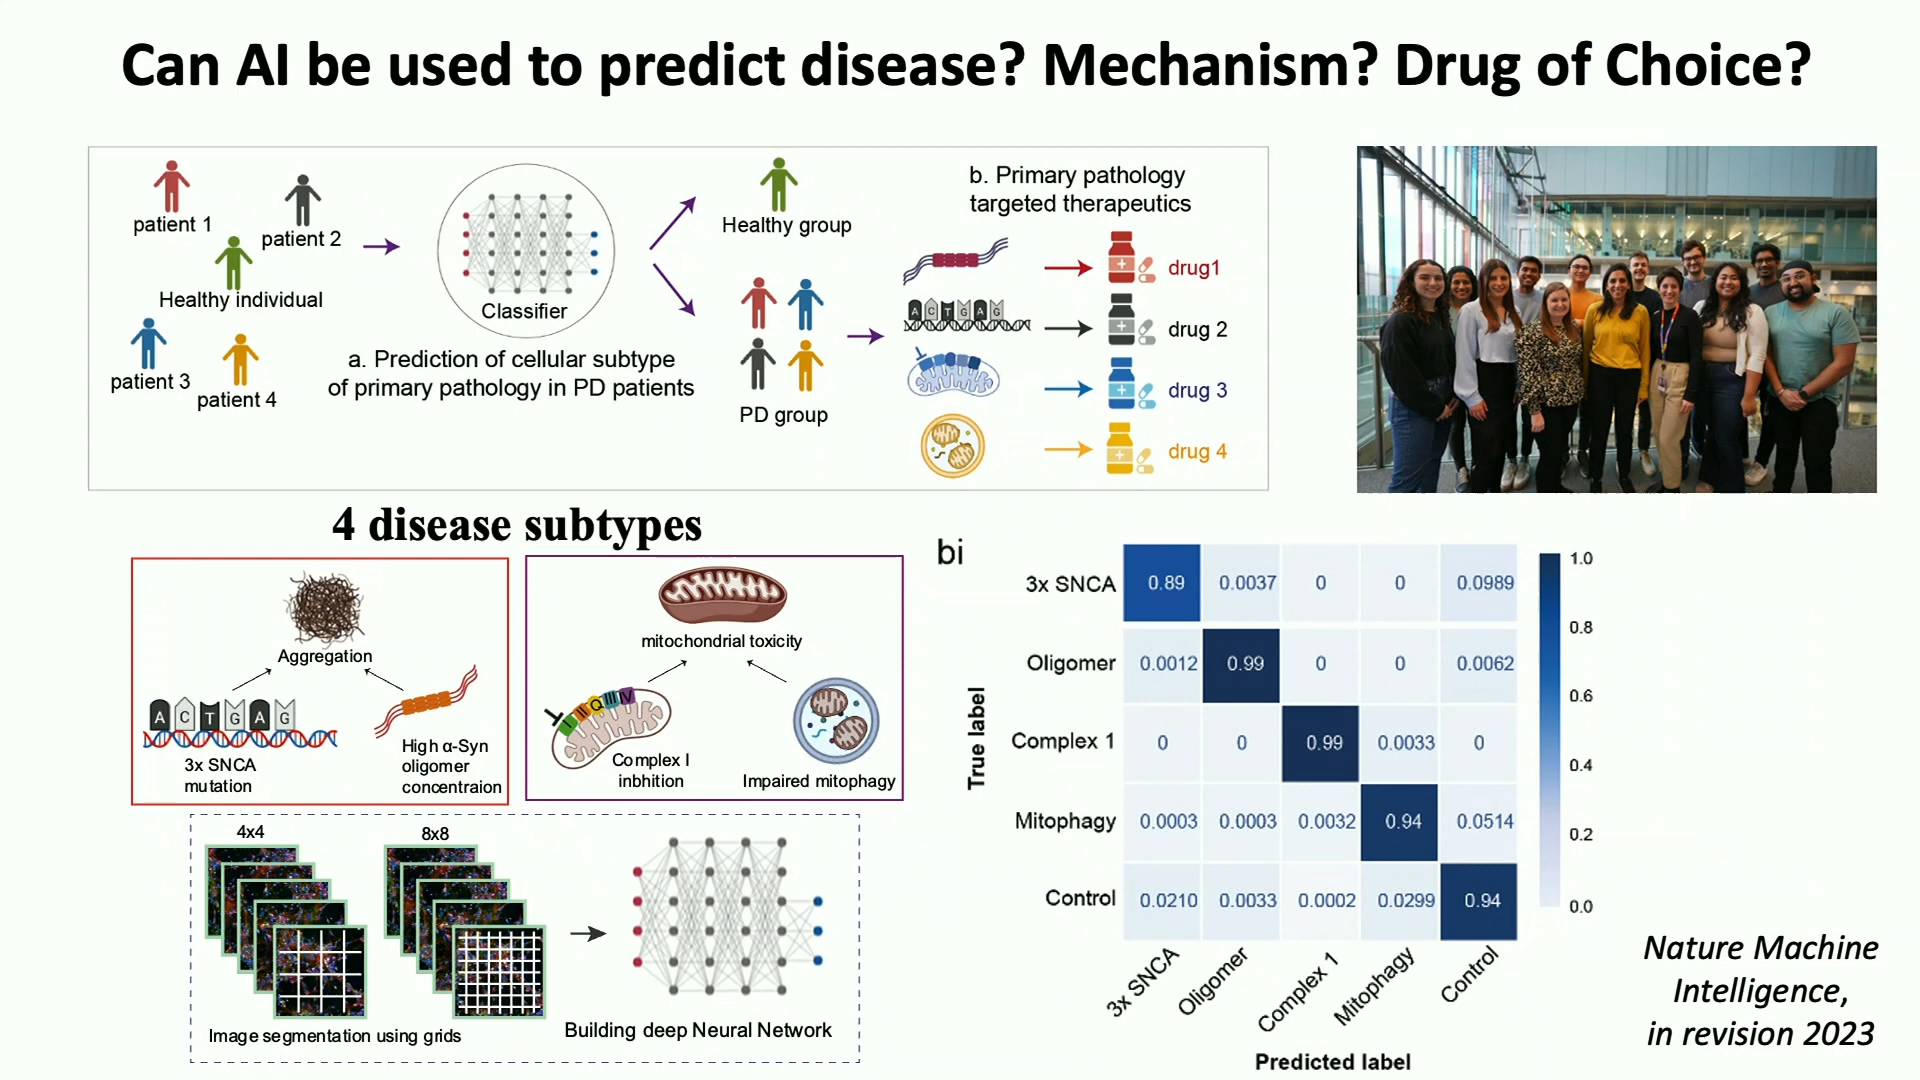 Can AI be used to predict disease? Mechanism? Drug of Choice?
patient 1
patient 2
Healthy individual
patient 3
patient 4
Classifier
a. Prediction of cellular subtype
of primary pathology in PD patients
Healthy group
PD group
b. Primary pathology
targeted therapeutics
drug1
A C T G A G
drug 2
drug 3
drug 4
4 disease subtypes
Aggregation
A C T G A G
3x SNCA
mutation
High α-Syn
oligomer
concentraion
mitochondrial toxicity
I II Q III IV
Complex I
inbhition
Impaired mitophagy
4x4
8x8
Image segmentation using grids
Building deep Neural Network
bi
True label
3x SNCA 0.89 0.0037 0 0 0.0989
Oligomer 0.0012 0.99 0 0 0.0062
Complex 1 0 0 0.99 0.0033 0
Mitophagy 0.0003 0.0003 0.0032 0.94 0.0514
Control 0.0210 0.0033 0.0002 0.0299 0.94
3x SNCA Oligomer Complex 1 Mitophagy Control
Predicted label
1.0
0.8
0.6
0.4
0.2
0.0
Nature Machine
Intelligence,
in revision 2023